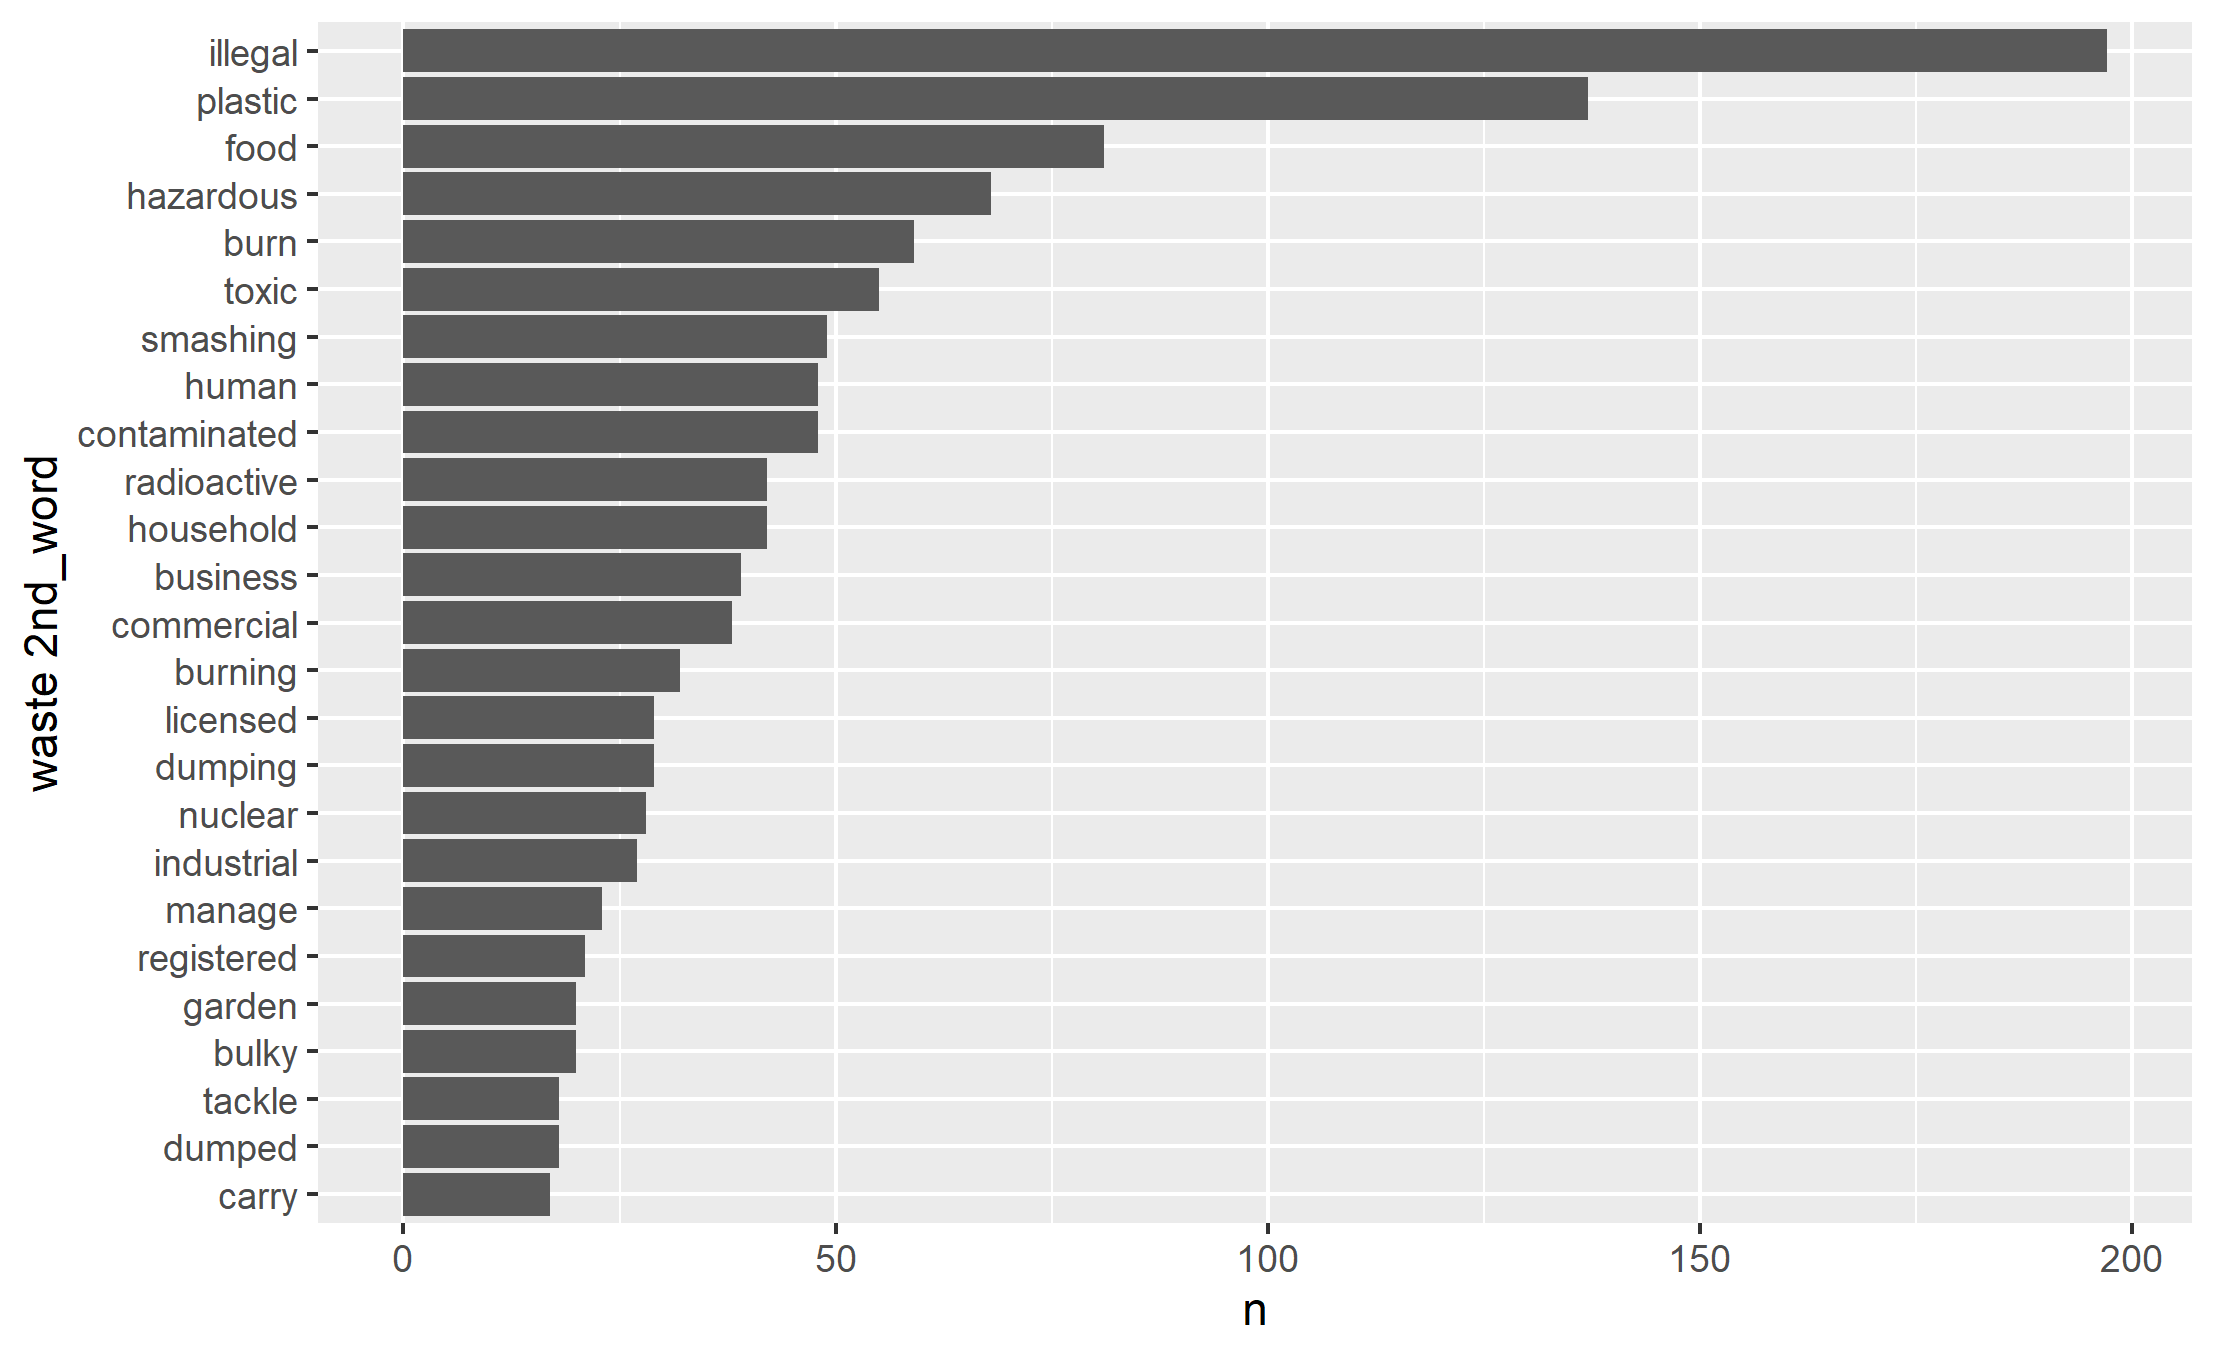 illegal
plastic
food
hazardous
burn
toxic
smashing
human
contaminated
radioactive
household
business
commercial
burning
licensed
dumping
nuclear
industrial
manage
registered
garden
bulky
tackle
dumped
carry
waste 2nd_word
0 50 100 150 200
n